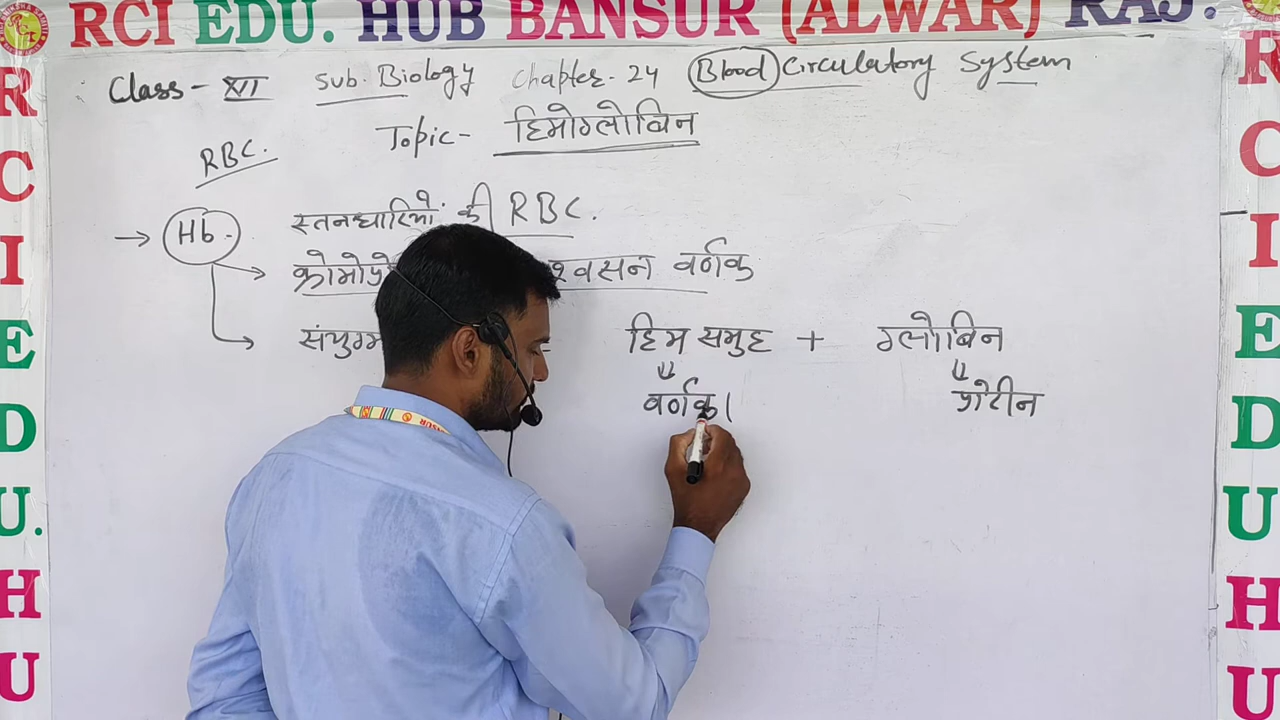 RCI EDU. HUB BANSUR (ALWAR) RAJ.
Class - XII Sub. Biology Chapter - 24 Blood Circulatory System
Topic - हिमोग्लोबिन
RBC.
→ Hb. स्तनधारियों की RBC.
श्वसन वर्णक
हिम समुह + ग्लोबिन
वर्णक प्रोटीन
R
C
I
E
D
U.
H
U
R
C
I
E
D
U
H
U